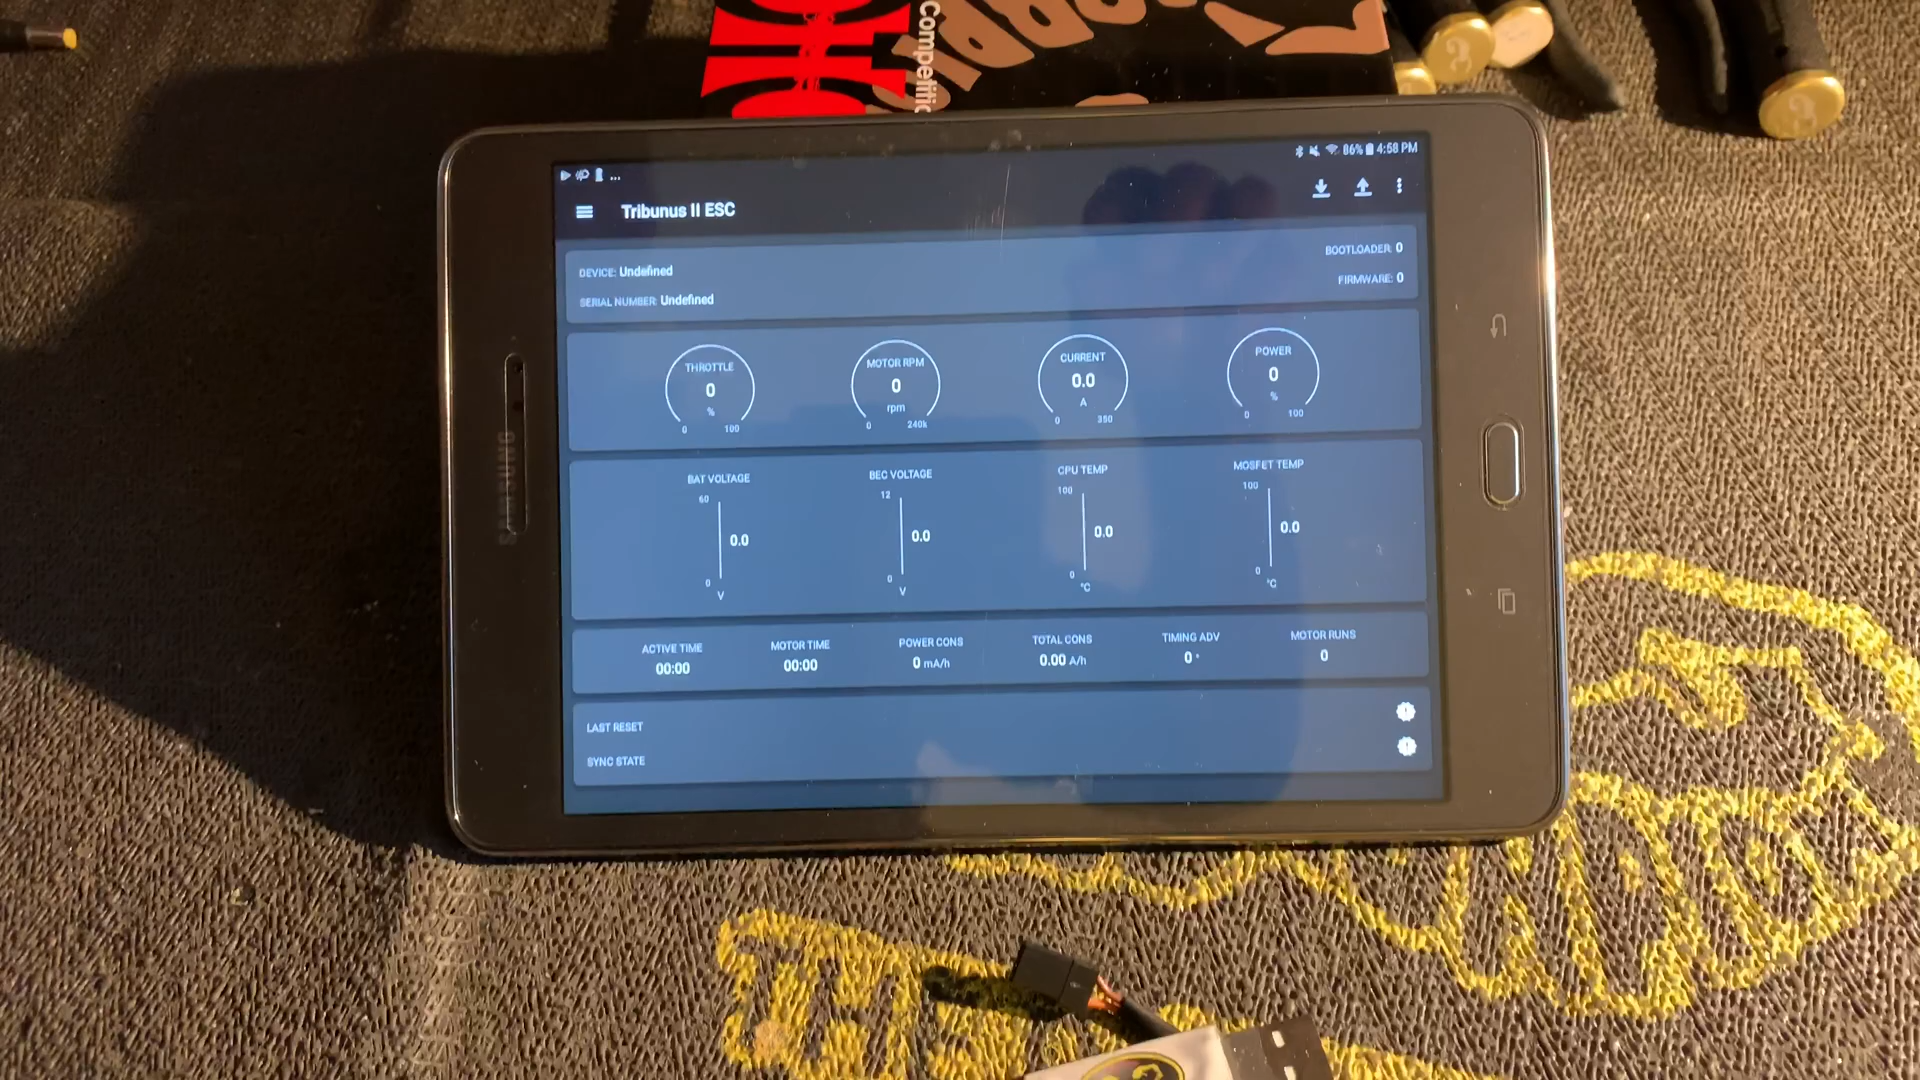 Competitio
86% 4:58 PM
...
Tribunus II ESC
DEVICE: Undefined
BOOTLOADER: 0
SERIAL NUMBER: Undefined
FIRMWARE: 0
THROTTLE
0
%
0 100
MOTOR RPM
0
rpm
0 240k
CURRENT
0.0
A
0 350
POWER
0
%
0 100
BAT VOLTAGE
60
0.0
0
V
BEC VOLTAGE
12
0.0
0
V
CPU TEMP
100
0.0
0
°C
MOSFET TEMP
100
0.0
0
°C
ACTIVE TIME
00:00
MOTOR TIME
00:00
POWER CONS
0 mA/h
TOTAL CONS
0.00 A/h
TIMING ADV
0 °
MOTOR RUNS
0
LAST RESET
SYNC STATE
SAMSUNG